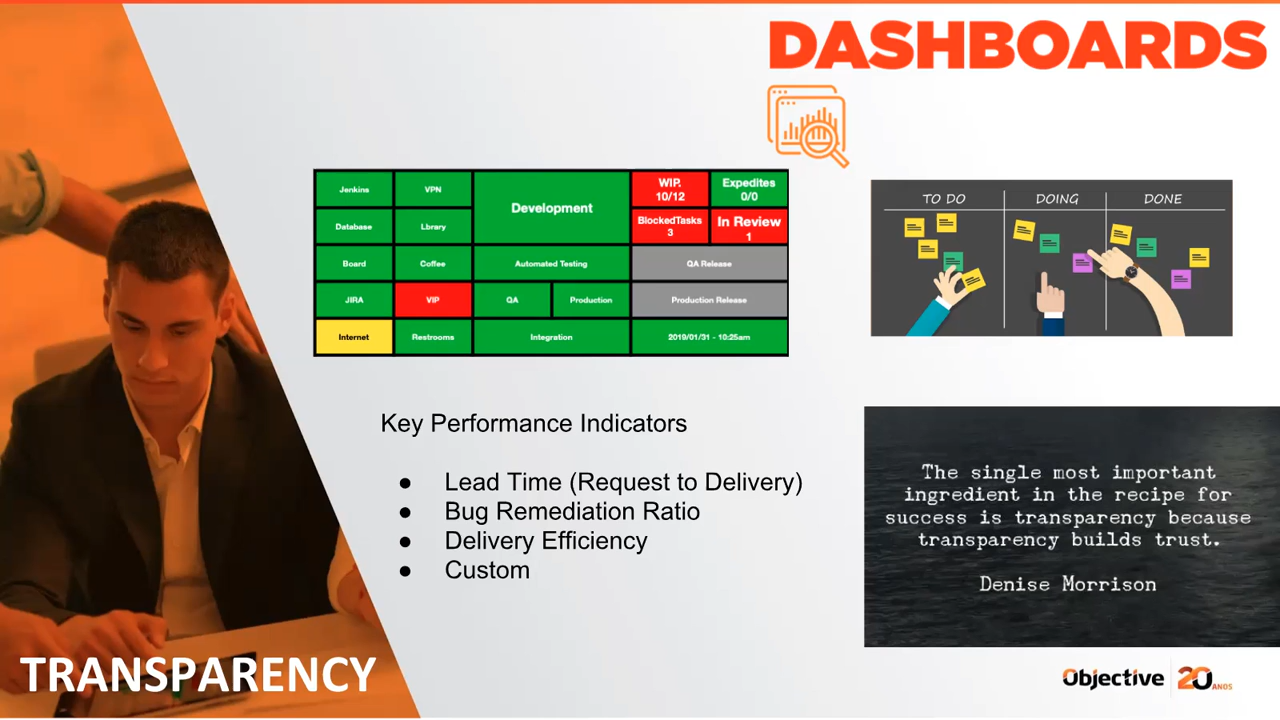 DASHBOARDS
Jenkins
VPN
Development
WIP.
10/12
Expedites
0/0
Database
Lbrary
BlockedTasks
3
In Review
1
Board
Coffee
Automated Testing
QA Release
JIRA
VIP
QA
Production
Production Release
Internet
Restrooms
Integration
2019/01/31 - 10:25am
TO DO
DOING
DONE
Key Performance Indicators
● Lead Time (Request to Delivery)
● Bug Remediation Ratio
● Delivery Efficiency
● Custom
The single most important
ingredient in the recipe for
success is transparency because
transparency builds trust.
Denise Morrison
TRANSPARENCY
Objective
20 ANOS